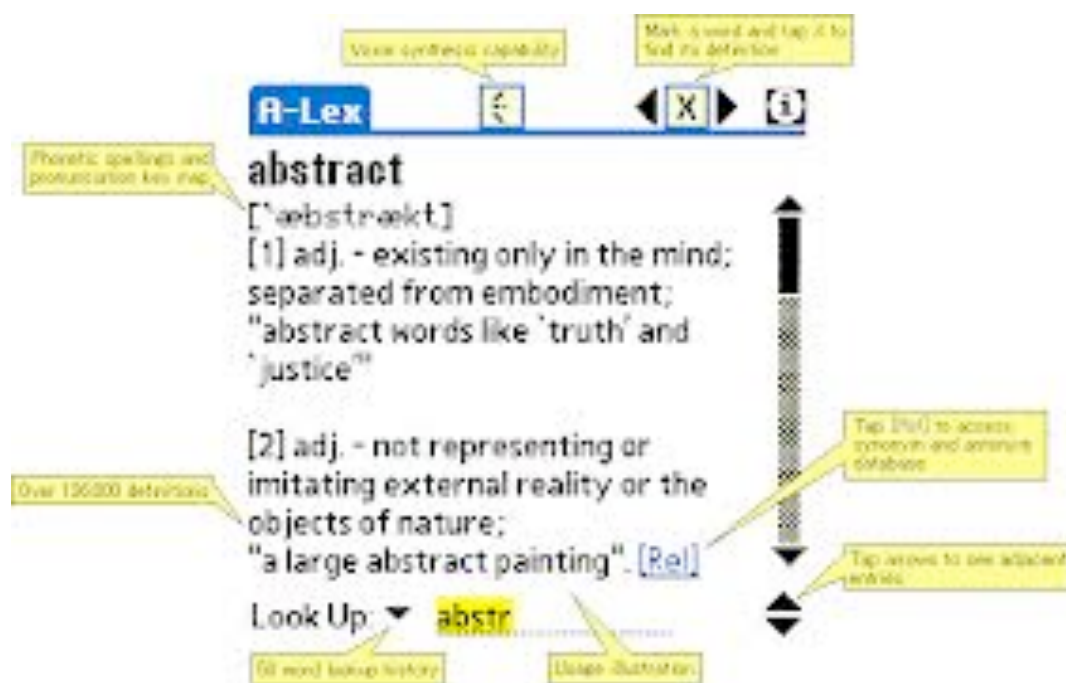 Voice synthesis capability
Mark a word and tap X to
find its definition
A-Lex
X
i
Phonetic spellings and
pronunciation key map
abstract
[`æbstrækt]
[1] adj. - existing only in the mind;
separated from embodiment;
"abstract words like `truth' and
`justice'"
[2] adj. - not representing or
imitating external reality or the
objects of nature;
"a large abstract painting". [Rel]
Tap [Rel] to access
synonym and antonym
database
Over definitions
Tap arrows to see adjacent
entries
Look Up: abstr
50 word lookup history
Usage illustration